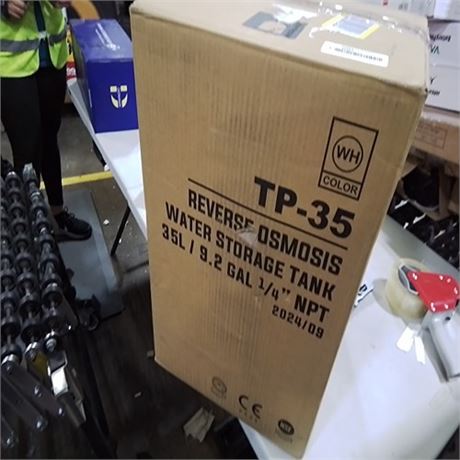 WH
COLOR
TP-35
REVERSE OSMOSIS
WATER STORAGE TANK
35L / 9.2 GAL 1/4" NPT
2024/09
CE
NSF